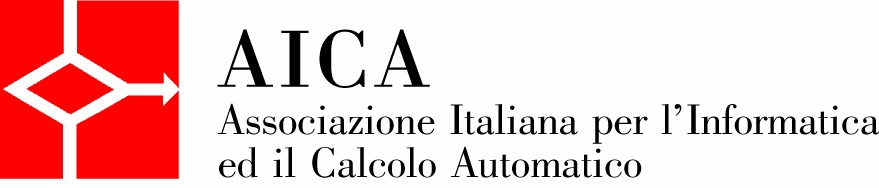 AICA
Associazione Italiana per l'Informatica
ed il Calcolo Automatico